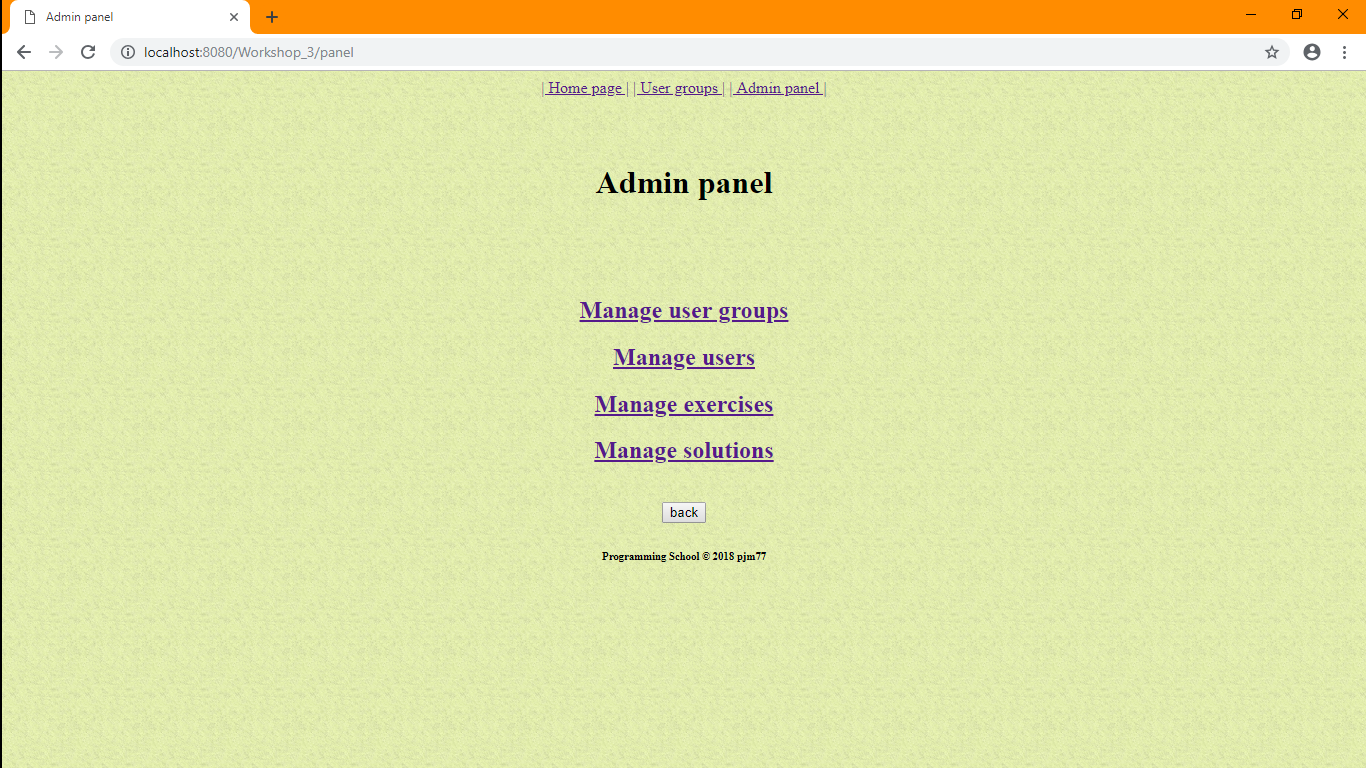 Admin panel
localhost:8080/Workshop_3/panel
| Home page | | User groups | | Admin panel |
Admin panel
Manage user groups
Manage users
Manage exercises
Manage solutions
back
Programming School © 2018 pjm77